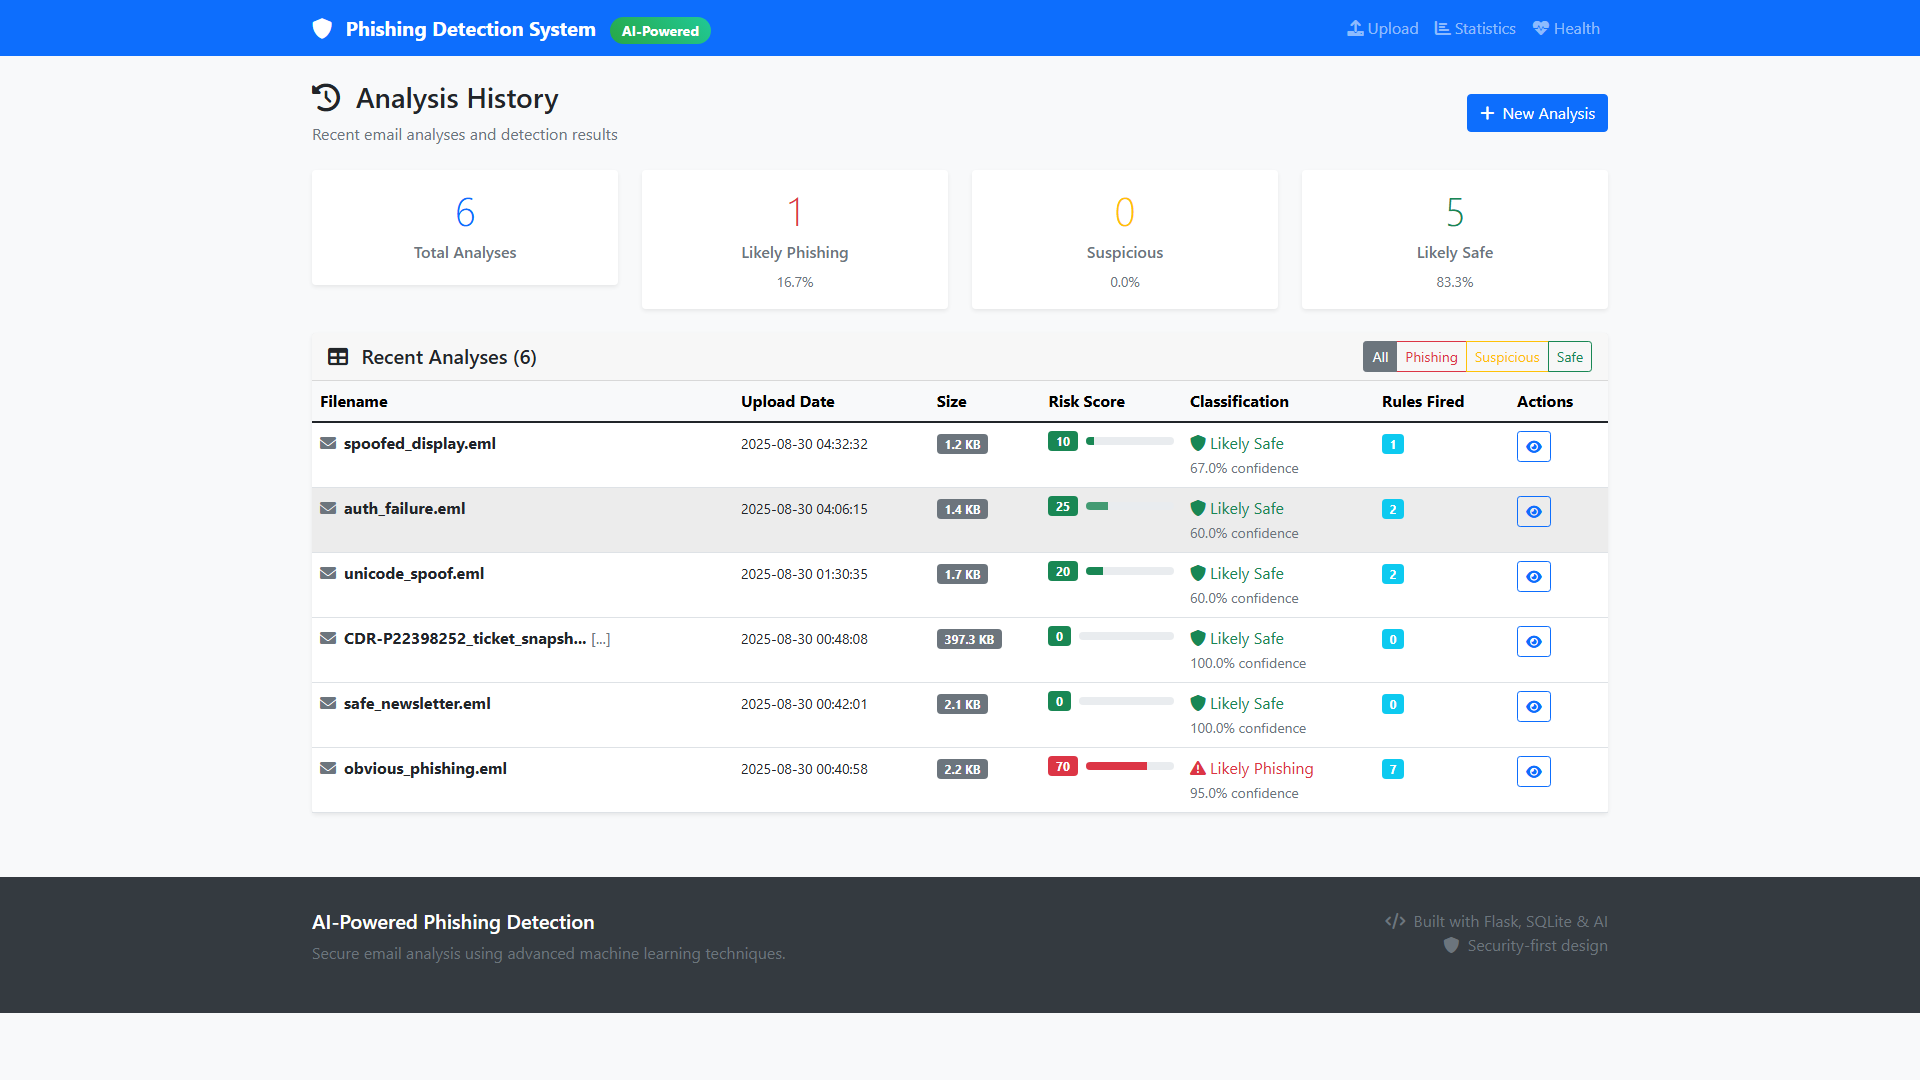 Phishing Detection System AI-Powered Upload Statistics Health
Analysis History
Recent email analyses and detection results
New Analysis
6 1 0 5
Total Analyses Likely Phishing Suspicious Likely Safe
16.7% 0.0% 83.3%
Recent Analyses (6) All Phishing Suspicious Safe
Filename Upload Date Size Risk Score Classification Rules Fired Actions
spoofed_display.eml 2025-08-30 04:32:32 1.2 KB 10 Likely Safe 1
67.0% confidence
auth_failure.eml 2025-08-30 04:06:15 1.4 KB 25 Likely Safe 2
60.0% confidence
unicode_spoof.eml 2025-08-30 01:30:35 1.7 KB 20 Likely Safe 2
60.0% confidence
CDR-P22398252_ticket_snapsh... [...] 2025-08-30 00:48:08 397.3 KB 0 Likely Safe 0
100.0% confidence
safe_newsletter.eml 2025-08-30 00:42:01 2.1 KB 0 Likely Safe 0
100.0% confidence
obvious_phishing.eml 2025-08-30 00:40:58 2.2 KB 70 Likely Phishing 7
95.0% confidence
AI-Powered Phishing Detection
Secure email analysis using advanced machine learning techniques.
Built with Flask, SQLite & AI
Security-first design